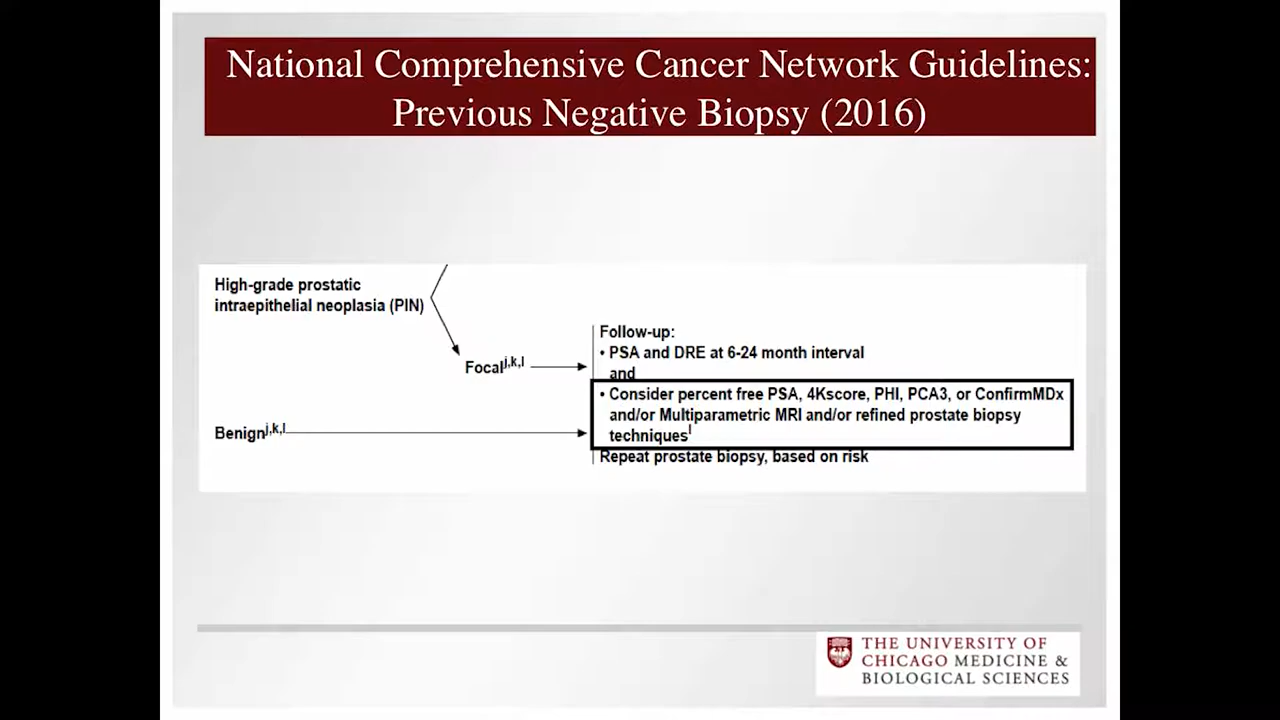 National Comprehensive Cancer Network Guidelines:
Previous Negative Biopsy (2016)
High-grade prostatic
intraepithelial neoplasia (PIN)
Focalj,k,l
Follow-up:
• PSA and DRE at 6-24 month interval
and
• Consider percent free PSA, 4Kscore, PHI, PCA3, or ConfirmMDx
and/or Multiparametric MRI and/or refined prostate biopsy
techniquesl
Benignj,k,l
Repeat prostate biopsy, based on risk
THE UNIVERSITY OF
CHICAGO MEDICINE &
BIOLOGICAL SCIENCES